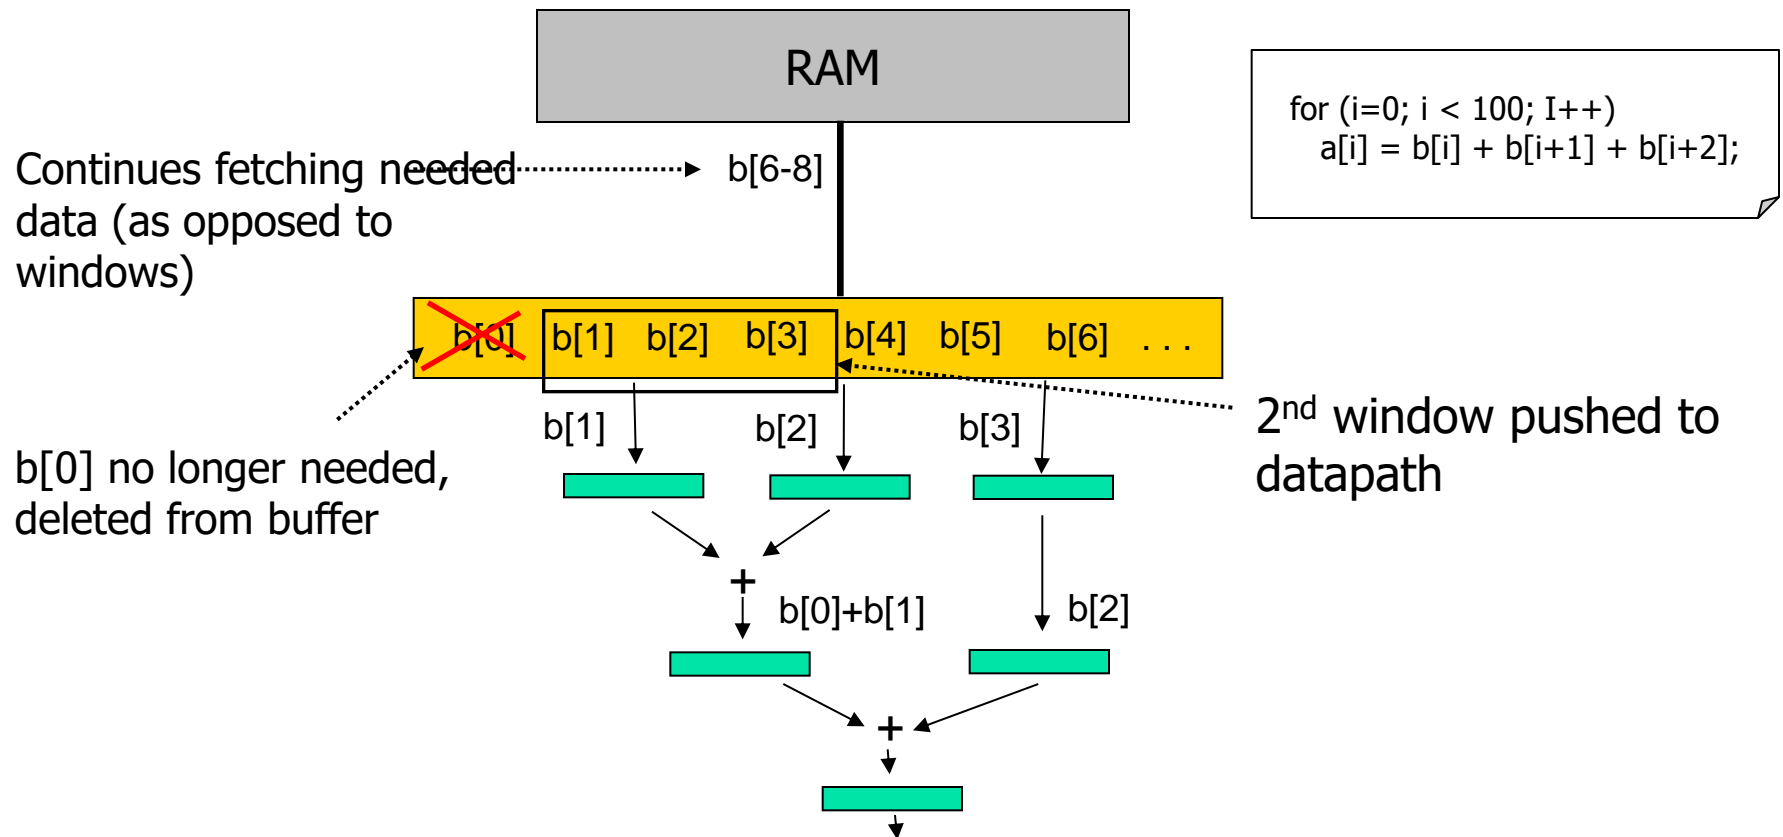 RAM
for (i=0; i < 100; I++)
a[i] = b[i] + b[i+1] + b[i+2];
Continues fetching needed
data (as opposed to
windows)
b[6-8]
b[0] b[1] b[2] b[3] b[4] b[5] b[6] . . .
b[1] b[2] b[3]
2nd window pushed to
datapath
b[0] no longer needed,
deleted from buffer
+
b[0]+b[1] b[2]
+